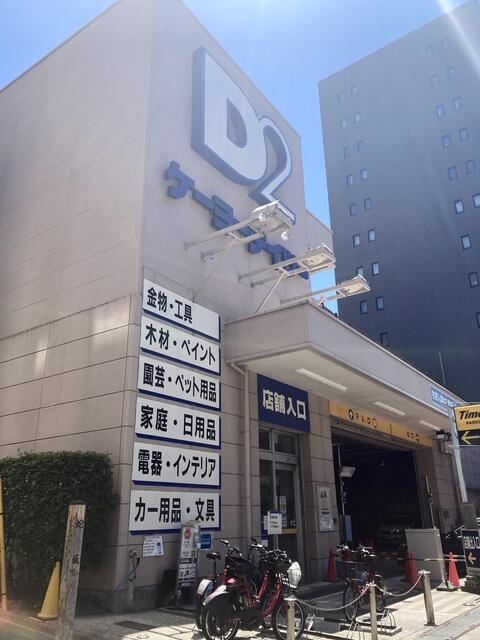 D2
ケーヨーデイツー
金物・工具
木材・ペイント
園芸・ペット用品
家庭・日用品
電器・インテリア
カー用品・文具
店舗入口
Times